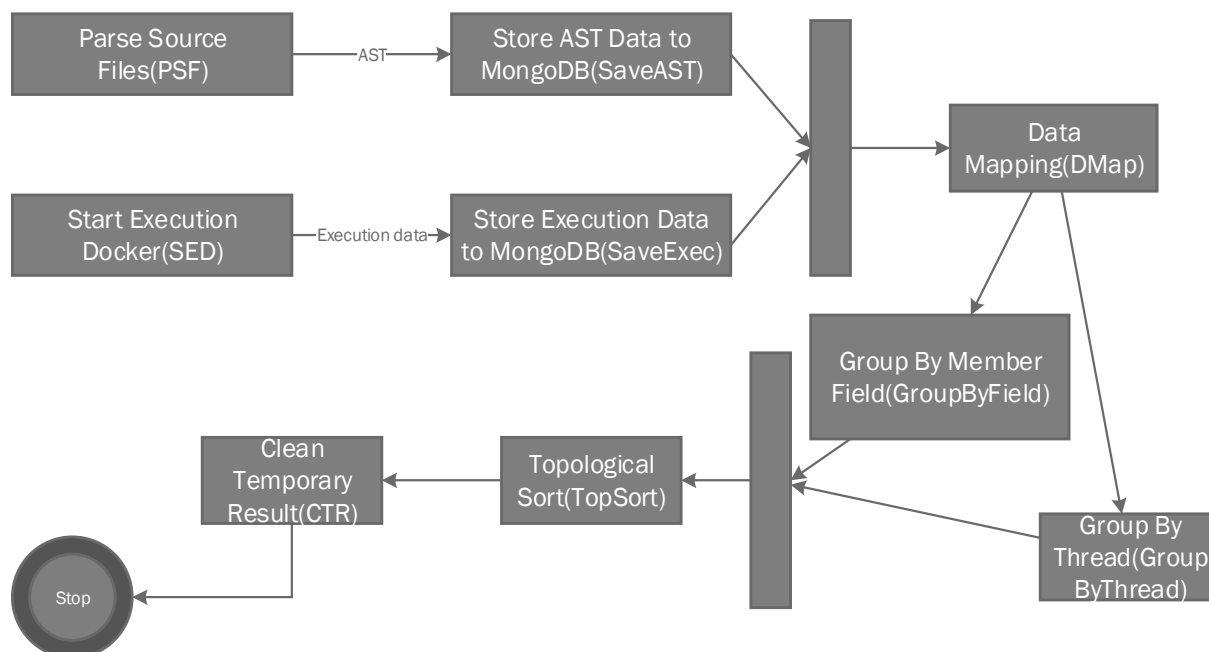 Parse Source
Files(PSF)
AST
Store AST Data to
MongoDB(SaveAST)
Data
Mapping(DMap)
Start Execution
Docker(SED)
Execution data
Store Execution Data
to MongoDB(SaveExec)
Group By Member
Field(GroupByField)
Clean
Temporary
Result(CTR)
Topological
Sort(TopSort)
Group By
Thread(Group
ByThread)
Stop